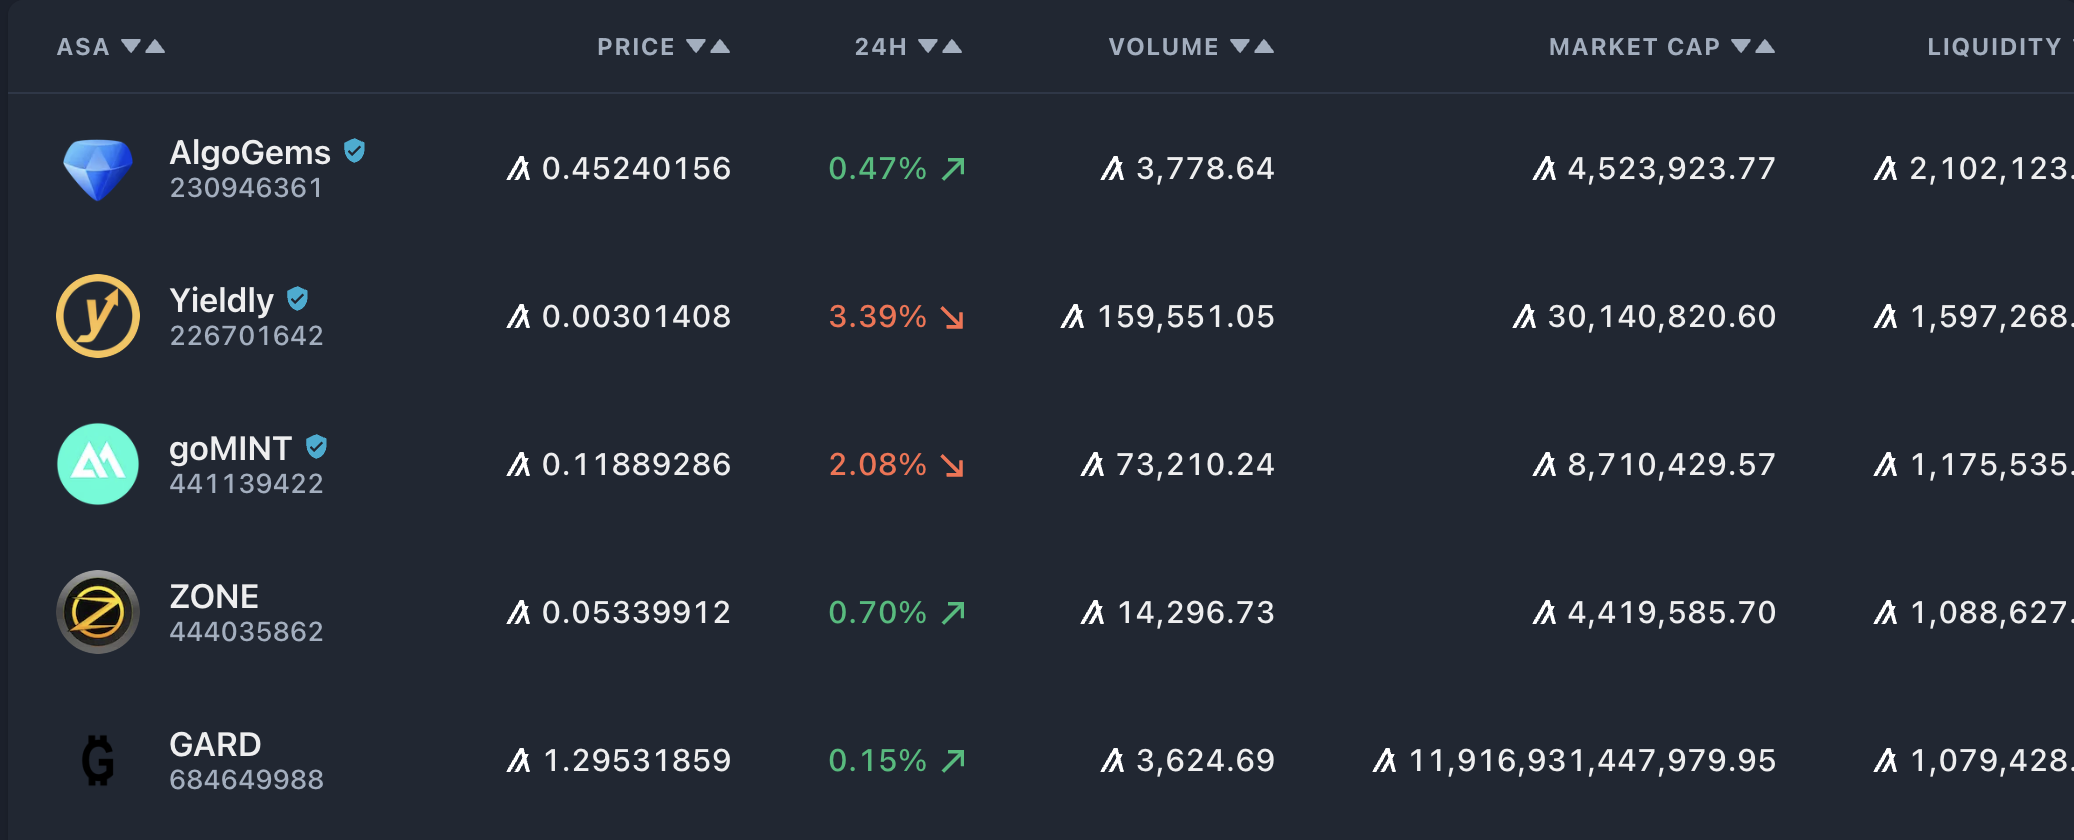 ASA ▼▲ PRICE ▼▲ 24H ▼▲ VOLUME ▼▲ MARKET CAP ▼▲ LIQUIDITY
AlgoGems
230946361
0.45240156 0.47% ↗ 3,778.64 4,523,923.77 2,102,123.
Yieldly
226701642
0.00301408 3.39% ↘ 159,551.05 30,140,820.60 1,597,268.
goMINT
441139422
0.11889286 2.08% ↘ 73,210.24 8,710,429.57 1,175,535.
ZONE
444035862
0.05339912 0.70% ↗ 14,296.73 4,419,585.70 1,088,627.
GARD
684649988
1.29531859 0.15% ↗ 3,624.69 11,916,931,447,979.95 1,079,428.